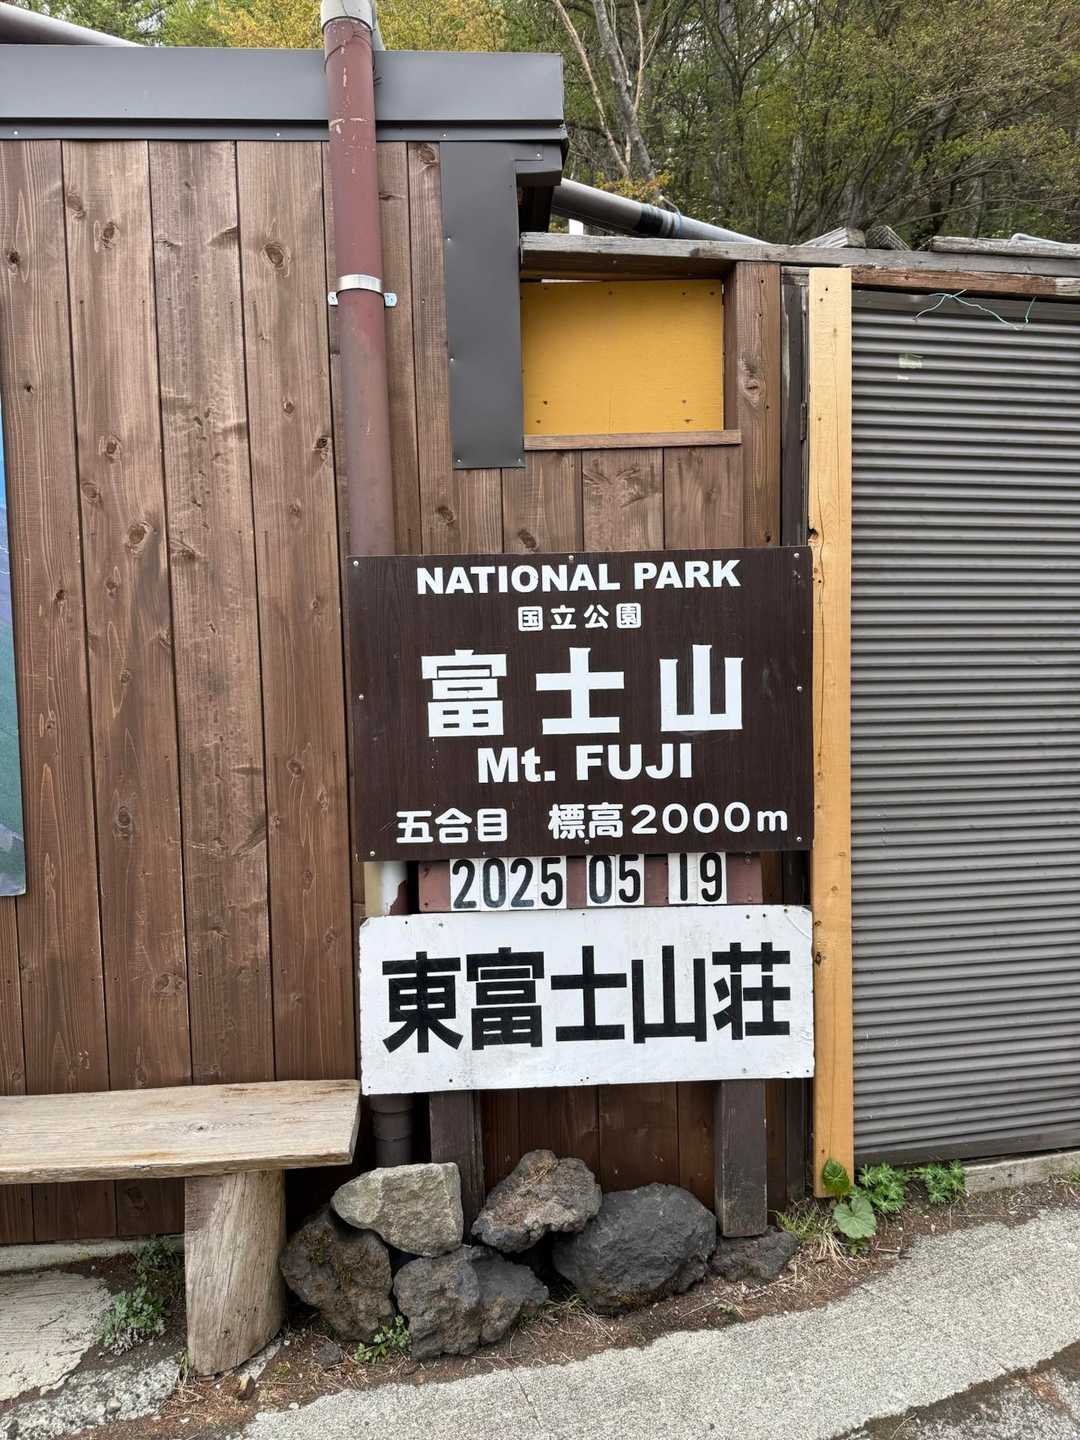 NATIONAL PARK
国立公園
富士山
Mt. FUJI
五合目 標高2000m
2025 05 19
東富士山荘